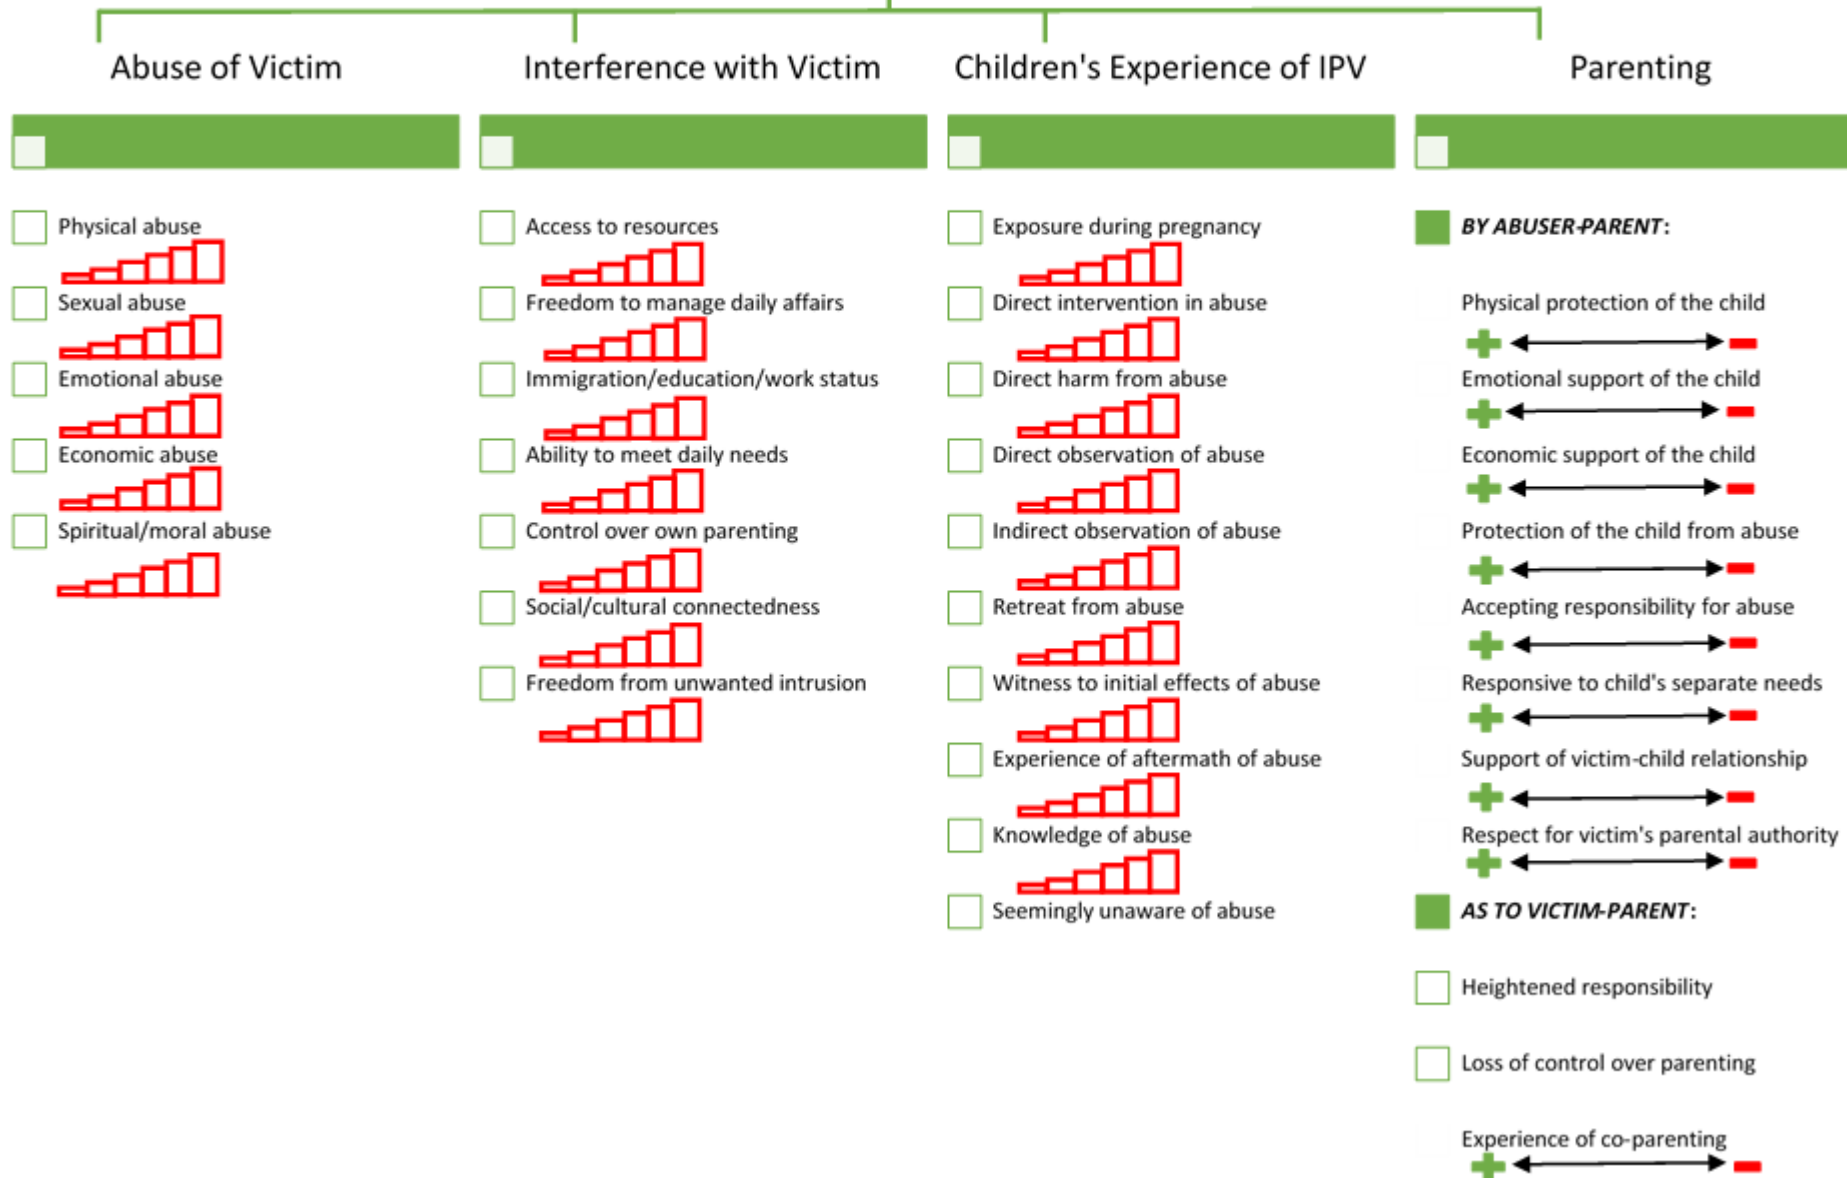 Abuse of Victim
Interference with Victim
Children's Experience of IPV
Parenting
Physical abuse
Sexual abuse
Emotional abuse
Economic abuse
Spiritual/moral abuse
Access to resources
Freedom to manage daily affairs
Immigration/education/work status
Ability to meet daily needs
Control over own parenting
Social/cultural connectedness
Freedom from unwanted intrusion
Exposure during pregnancy
Direct intervention in abuse
Direct harm from abuse
Direct observation of abuse
Indirect observation of abuse
Retreat from abuse
Witness to initial effects of abuse
Experience of aftermath of abuse
Knowledge of abuse
Seemingly unaware of abuse
BY ABUSER-PARENT:
Physical protection of the child
Emotional support of the child
Economic support of the child
Protection of the child from abuse
Accepting responsibility for abuse
Responsive to child's separate needs
Support of victim-child relationship
Respect for victim's parental authority
AS TO VICTIM-PARENT:
Heightened responsibility
Loss of control over parenting
Experience of co-parenting